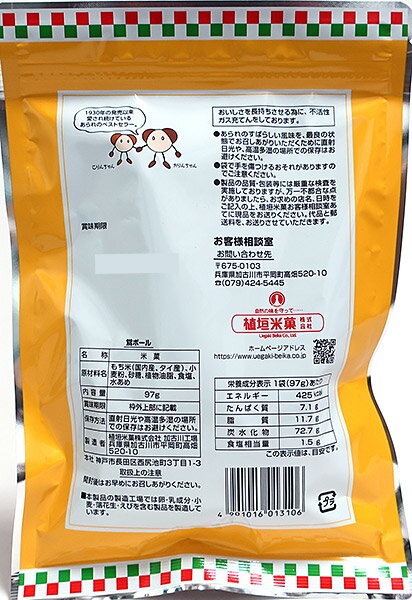 1930年の発売以来
愛され続けている
あられのベストセラー。
じりんちゃん
かりんちゃん
おいしさを長持ちさせる為に、不活性
ガス充てんをしております。
●あられのすばらしい風味を、最良の状
態でお召しあがりいただくために直射
日光や、高温多湿の場所での保存はお
避けください。
●袋で手を傷つけるおそれがありますの
でご注意ください。
●製品の品質・包装等には厳重な検査を
実施しておりますが、万一不都合な点
がありましたら、お求めの店名、日時を
ご記入の上、植垣米菓お客様相談室あ
てに現品をお送りください。代品と郵
送料を、お送りさせていただきます。
賞味期限
お客様相談室
お問い合わせ先
〒675-0103
兵庫県加古川市平岡町高畑520-10
☎(079)424-5445
自然の味を守って……
植垣米菓 株式会社
Uegaki Beika Co., Ltd.
ホームページアドレス
https://www.uegaki-beika.co.jp
鴬ボール
名称 米菓
原材料名 もち米(国内産、タイ産)、小
麦粉、砂糖、植物油脂、食塩、
水あめ
内容量 97g
賞味期限 枠外上部に記載
保存方法 直射日光や高温多湿の場所
での保存はお避けください。
製造者 植垣米菓株式会社 加古川工場
兵庫県加古川市平岡町高畑
520-10
本社 神戸市長田区西尻池町3丁目1-3
取扱上の注意
開封後はお早めにお召しあがりください。
●本製品の製造工場では卵・乳成分・小
麦・落花生・えびを含む製品を製造して
います。
栄養成分表示 1袋(97g)あたり
エネルギー 425kcal
たんぱく質 7.1g
脂質 11.7g
炭水化物 72.7g
食塩相当量 1.5g
この表示値は、目安です。
4 901016 013106
プラ